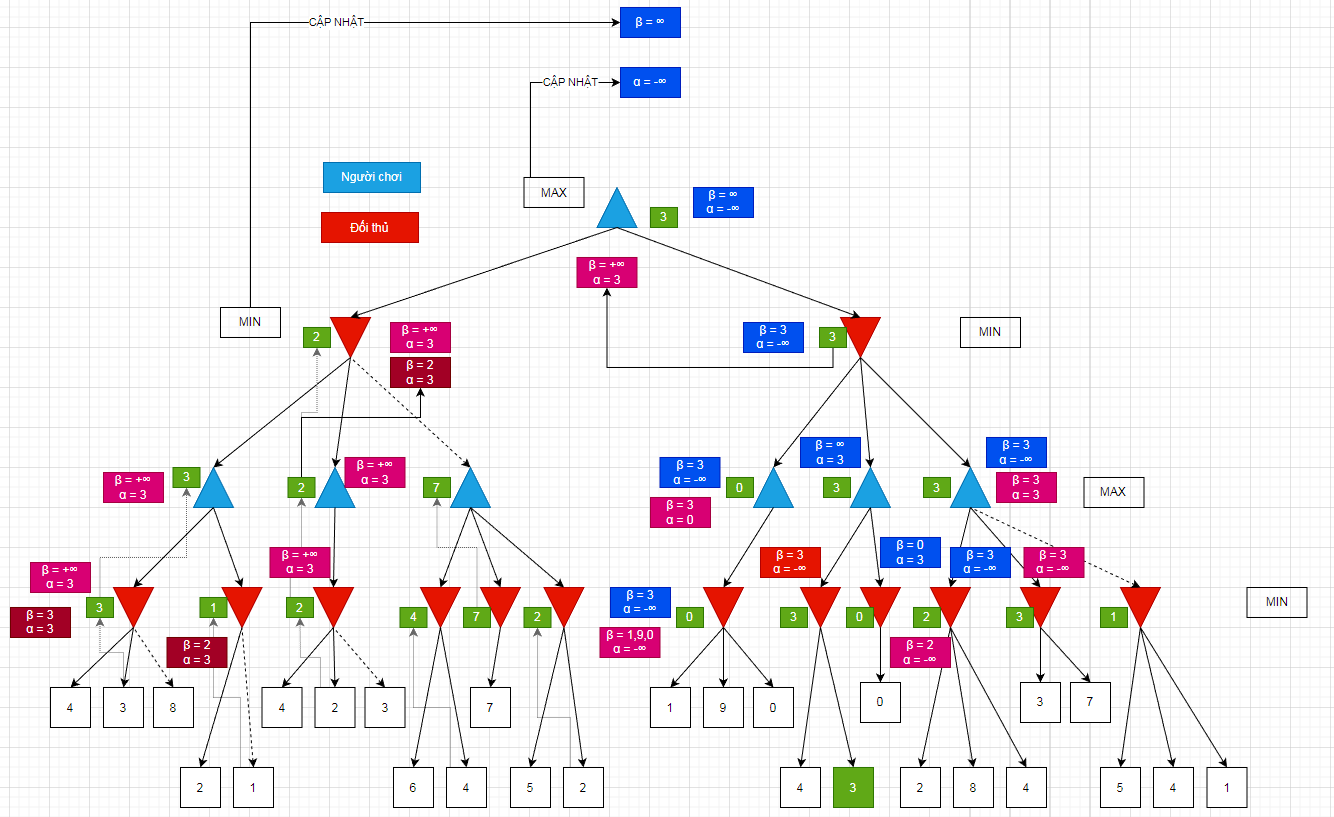 CẬP NHẬT
β = ∞
CẬP NHẬT
α = -∞
Người chơi
Đối thủ
MAX
β = ∞
α = -∞
3
β = +∞
α = 3
MIN
2
β = +∞
α = 3
β = 2
α = 3
β = 3
α = -∞
3
MIN
β = +∞
α = 3
3
2
β = +∞
α = 3
7
β = 3
α = -∞
β = 3
α = 0
0
β = ∞
α = 3
3
3
β = 3
α = -∞
β = 3
α = 3
MAX
β = +∞
α = 3
β = 3
α = 3
3
1
β = 2
α = 3
β = +∞
α = 3
2
4
7
2
β = 3
α = -∞
β = 1,9,0
α = -∞
0
β = 3
α = -∞
3
β = 0
α = 3
0
β = 3
α = -∞
2
β = 2
α = -∞
β = 3
α = -∞
3
1
MIN
4
3
8
4
2
3
7
1
9
0
0
3
7
2
1
6
4
5
2
4
3
2
8
4
5
4
1